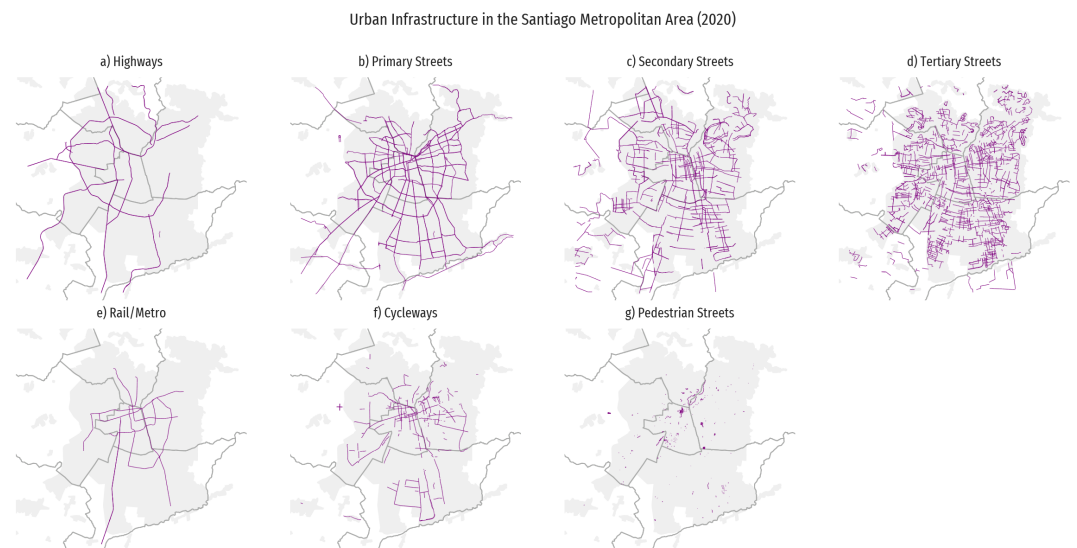 Urban Infrastructure in the Santiago Metropolitan Area (2020)
a) Highways
b) Primary Streets
c) Secondary Streets
d) Tertiary Streets
e) Rail/Metro
f) Cycleways
g) Pedestrian Streets